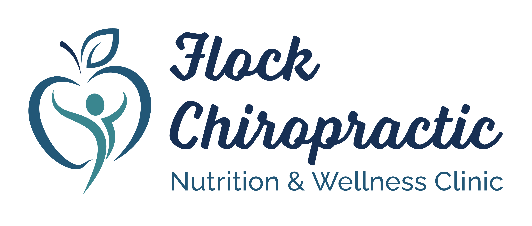 Flock
Chiropractic
Nutrition & Wellness Clinic